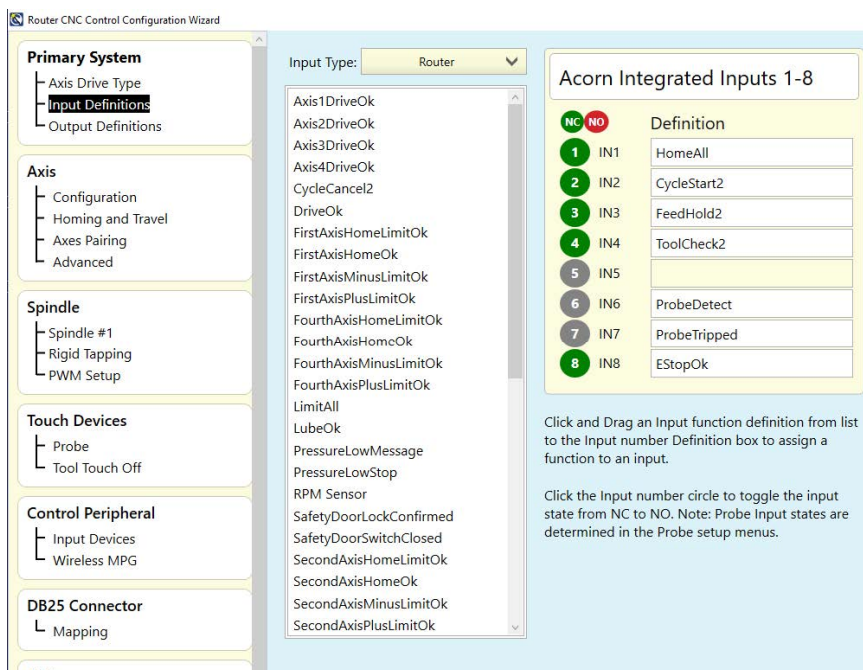 Router CNC Control Configuration Wizard
Primary System
Axis Drive Type
Input Definitions
Output Definitions
Axis
Configuration
Homing and Travel
Axes Pairing
Advanced
Spindle
Spindle #1
Rigid Tapping
PWM Setup
Touch Devices
Probe
Tool Touch Off
Control Peripheral
Input Devices
Wireless MPG
DB25 Connector
Mapping
Input Type: Router
Axis1DriveOk
Axis2DriveOk
Axis3DriveOk
Axis4DriveOk
CycleCancel2
DriveOk
FirstAxisHomeLimitOk
FirstAxisHomeOk
FirstAxisMinusLimitOk
FirstAxisPlusLimitOk
FourthAxisHomeLimitOk
FourthAxisHomeOk
FourthAxisMinusLimitOk
FourthAxisPlusLimitOk
LimitAll
LubeOk
PressureLowMessage
PressureLowStop
RPM Sensor
SafetyDoorLockConfirmed
SafetyDoorSwitchClosed
SecondAxisHomeLimitOk
SecondAxisHomeOk
SecondAxisMinusLimitOk
SecondAxisPlusLimitOk
Acorn Integrated Inputs 1-8
NC NO Definition
1 IN1 HomeAll
2 IN2 CycleStart2
3 IN3 FeedHold2
4 IN4 ToolCheck2
5 IN5
6 IN6 ProbeDetect
7 IN7 ProbeTripped
8 IN8 EStopOk
Click and Drag an Input function definition from list
to the Input number Definition box to assign a
function to an input.
Click the Input number circle to toggle the input
state from NC to NO. Note: Probe Input states are
determined in the Probe setup menus.